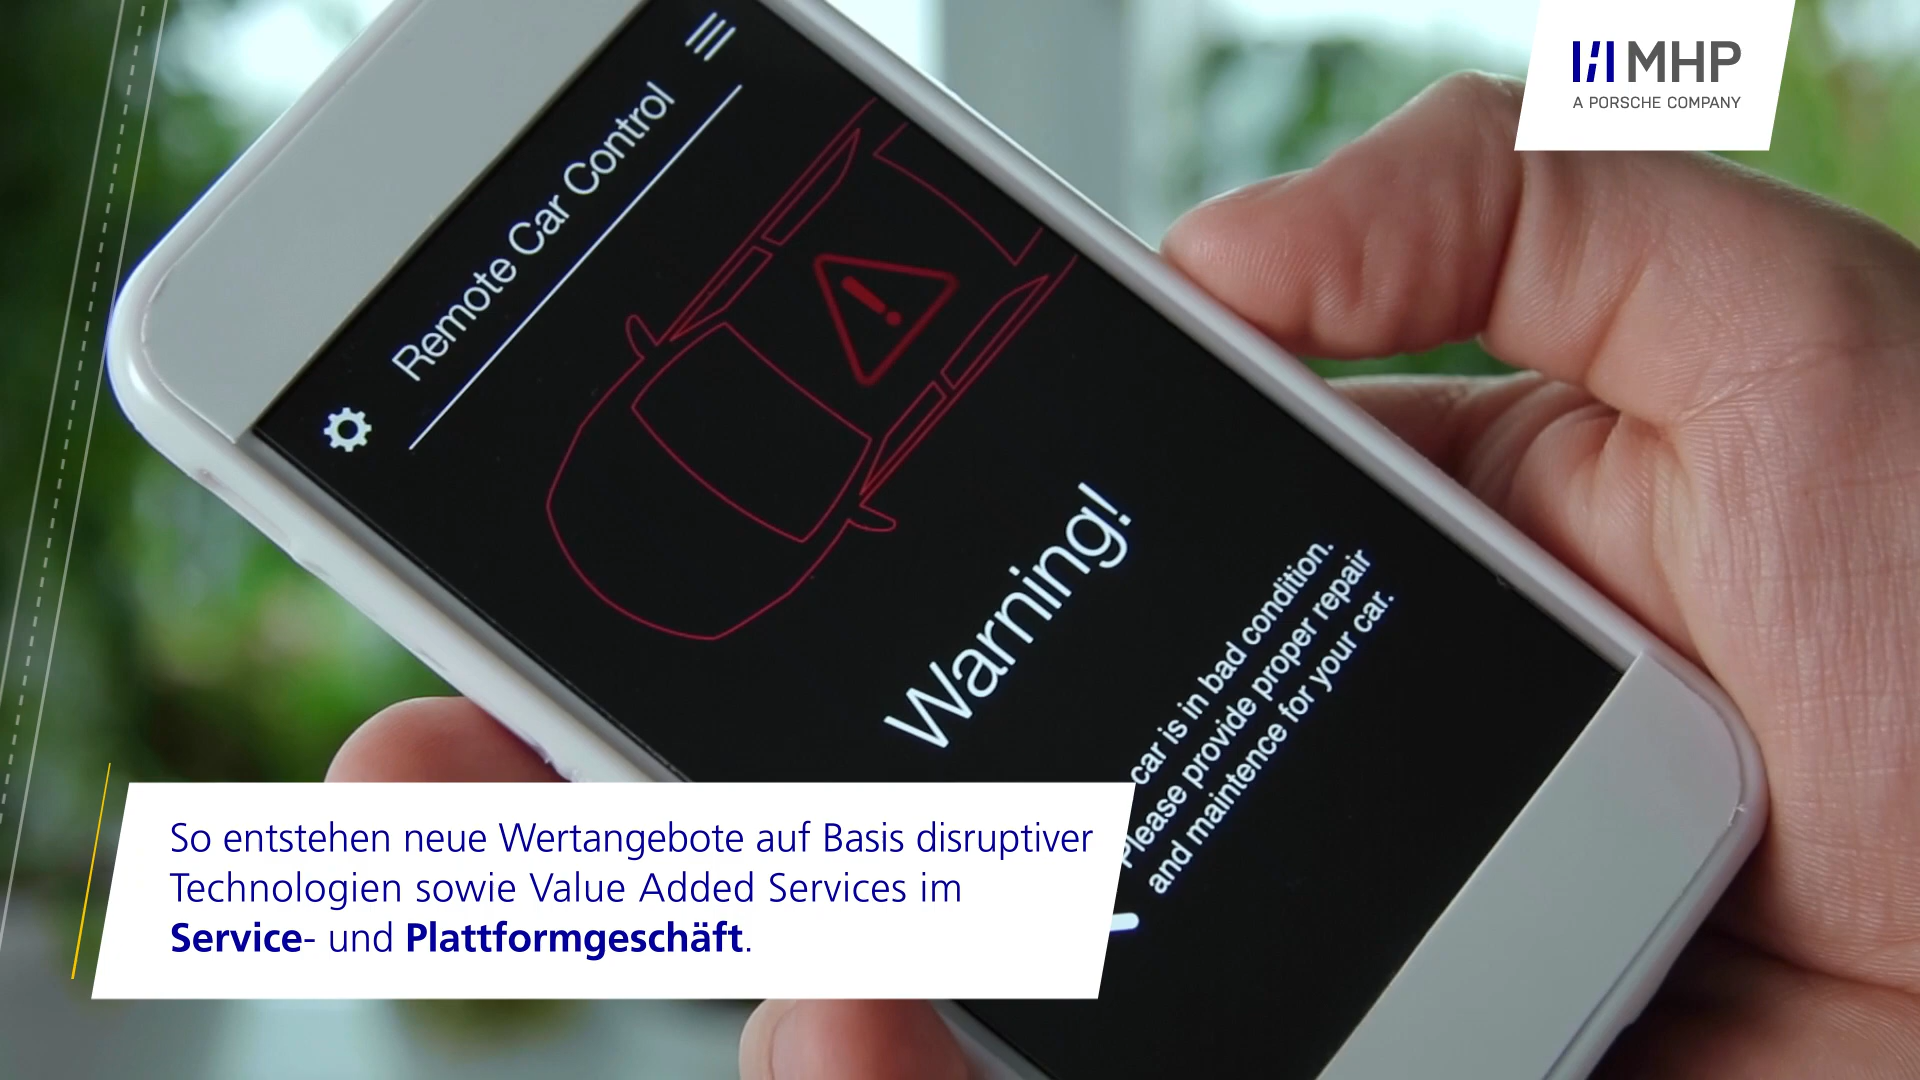 MHP
A PORSCHE COMPANY
Remote Car Control
Warning!
car is in bad condition.
Please provide proper repair
and maintence for your car.
So entstehen neue Wertangebote auf Basis disruptiver
Technologien sowie Value Added Services im
Service- und Plattformgeschäft.